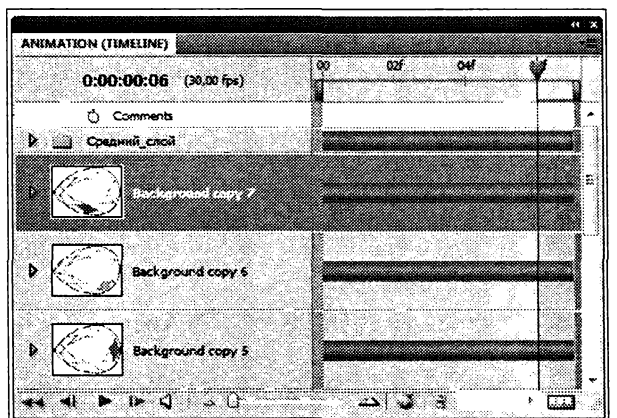 ANIMATION (TIMELINE)
00 02f 04f
0:00:00:06 (30,00 fps)
Comments
Средний_слой
Background copy 7
Background copy 6
Background copy 5